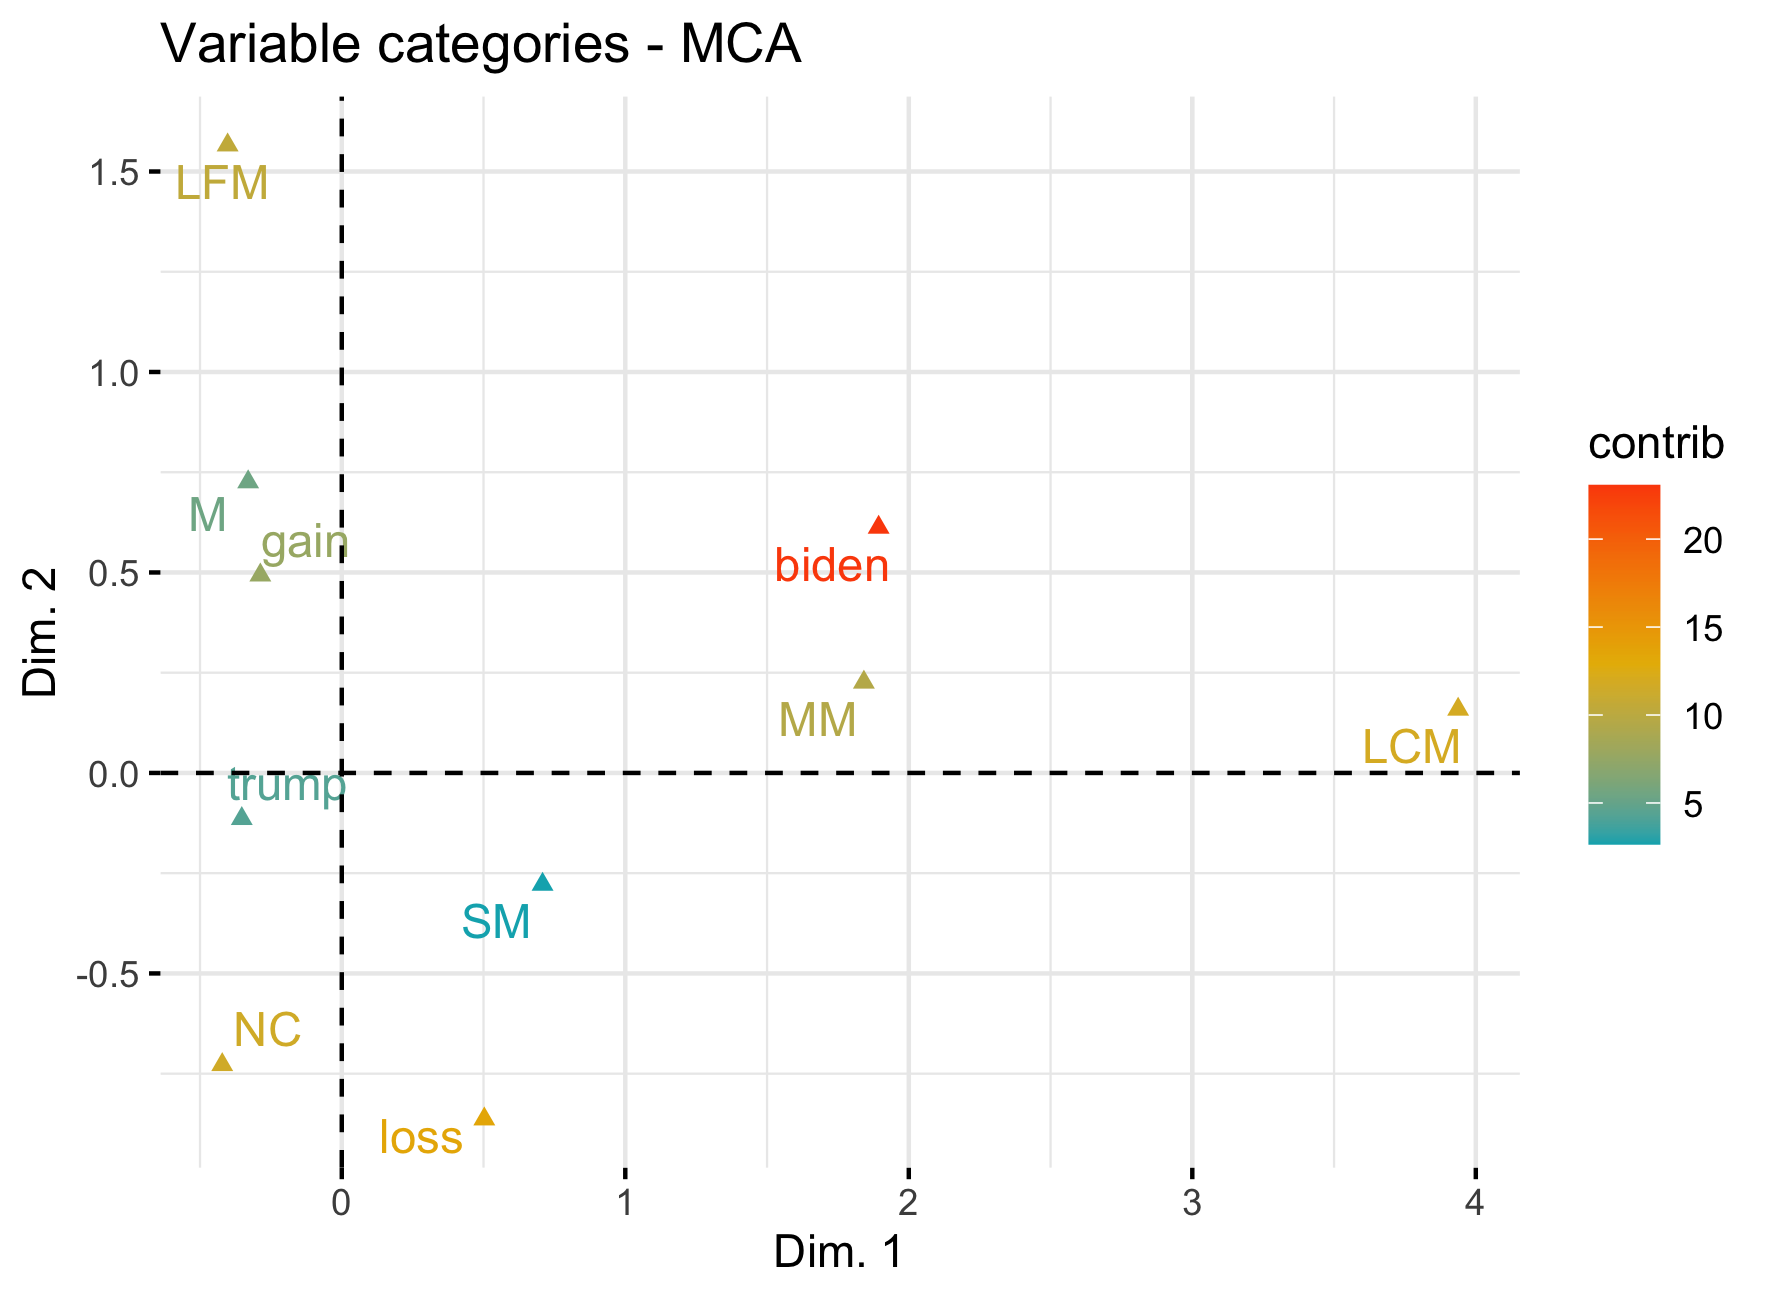 Variable categories - MCA
1.5
1.0
0.5
0.0
-0.5
Dim. 2
LFM
M
gain
biden
MM
LCM
trump
SM
NC
loss
0
1
2
3
4
Dim. 1
contrib
20
15
10
5